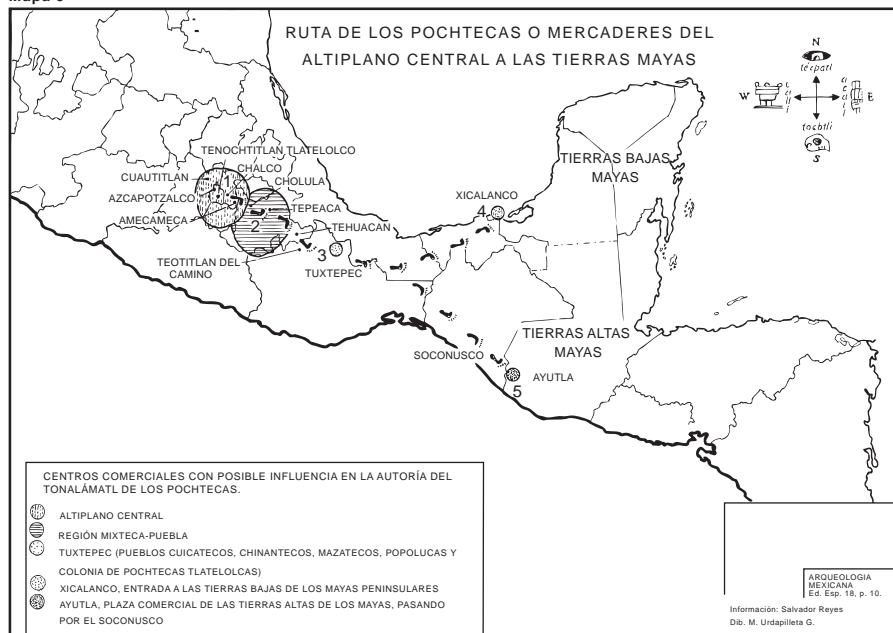 RUTA DE LOS POCHTECAS O MERCADERES DEL
ALTIPLANO CENTRAL A LAS TIERRAS MAYAS
N
técpatl
W
calli
acatl
E
tochtli
S
TENOCHTITLAN TLATELOLCO
CUAUTITLAN
1
CHALCO
CHOLULA
AZCAPOTZALCO
AMECAMECA
2
TEPEACA
TEHUACAN
TEOTITLAN DEL
CAMINO
3
TUXTEPEC
XICALANCO
4
TIERRAS BAJAS
MAYAS
TIERRAS ALTAS
MAYAS
SOCONUSCO
AYUTLA
5
CENTROS COMERCIALES CON POSIBLE INFLUENCIA EN LA AUTORÍA DEL
TONALÁMATL DE LOS POCHTECAS.
ALTIPLANO CENTRAL
REGIÓN MIXTECA-PUEBLA
TUXTEPEC (PUEBLOS CUICATECOS, CHINANTECOS, MAZATECOS, POPOLUCAS Y
COLONIA DE POCHTECAS TLATELOLCAS)
XICALANCO, ENTRADA A LAS TIERRAS BAJAS DE LOS MAYAS PENINSULARES
AYUTLA, PLAZA COMERCIAL DE LAS TIERRAS ALTAS DE LOS MAYAS, PASANDO
POR EL SOCONUSCO
ARQUEOLOGIA
MEXICANA
Ed. Esp. 18, p. 10.
Información: Salvador Reyes
Dib. M. Urdapilleta G.